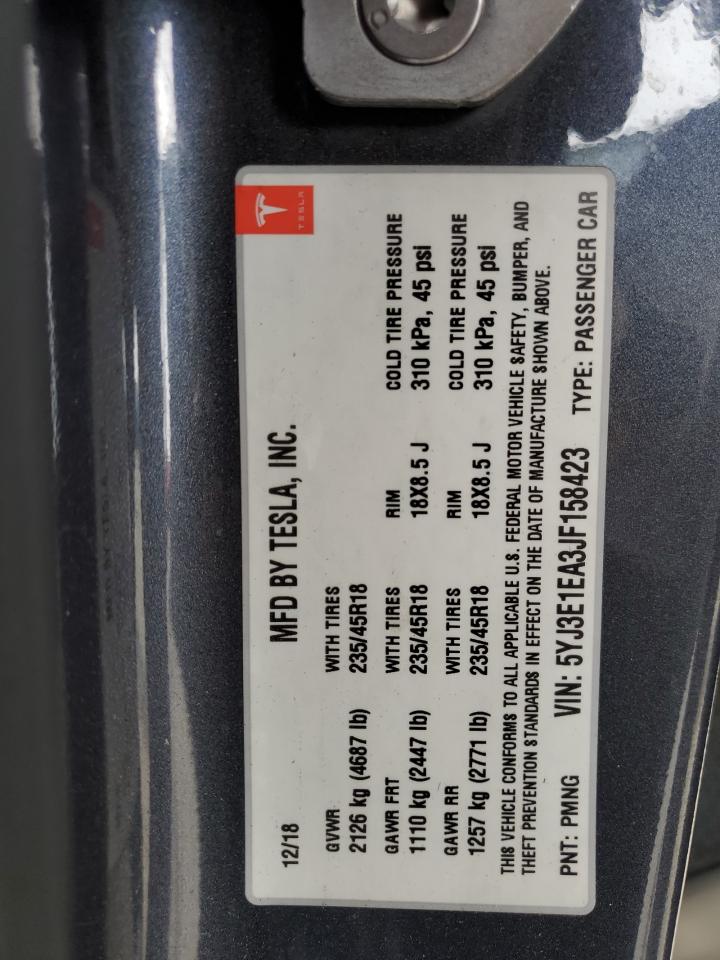 TESLA
12/18 MFD BY TESLA, INC.
GVWR WITH TIRES
2126 kg (4687 lb) 235/45R18
GAWR FRT WITH TIRES RIM COLD TIRE PRESSURE
1110 kg (2447 lb) 235/45R18 18X8.5 J 310 kPa, 45 psi
GAWR RR WITH TIRES RIM COLD TIRE PRESSURE
1257 kg (2771 lb) 235/45R18 18X8.5 J 310 kPa, 45 psi
THIS VEHICLE CONFORMS TO ALL APPLICABLE U.S. FEDERAL MOTOR VEHICLE SAFETY, BUMPER, AND
THEFT PREVENTION STANDARDS IN EFFECT ON THE DATE OF MANUFACTURE SHOWN ABOVE.
PNT: PMNG VIN: 5YJ3E1EA3JF158423 TYPE: PASSENGER CAR